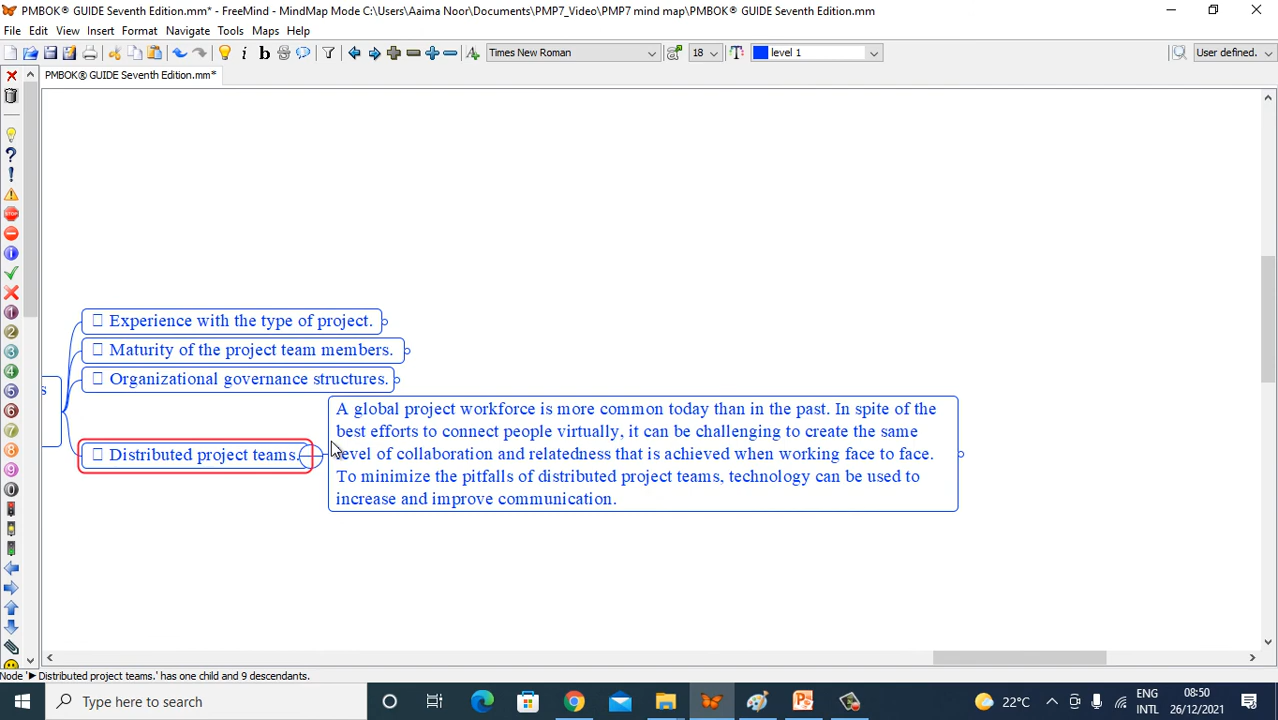 PMBOK® GUIDE Seventh Edition.mm* - FreeMind - MindMap Mode C:\Users\Aaima Noor\Documents\PMP7_Video\PMP7 mind map\PMBOK® GUIDE Seventh Edition.mm
File Edit View Insert Format Navigate Tools Maps Help
Times New Roman 18 level 1 User defined.
PMBOK® GUIDE Seventh Edition.mm*
Experience with the type of project.
Maturity of the project team members.
Organizational governance structures.
s
A global project workforce is more common today than in the past. In spite of the
best efforts to connect people virtually, it can be challenging to create the same
Distributed project teams.
level of collaboration and relatedness that is achieved when working face to face.
To minimize the pitfalls of distributed project teams, technology can be used to
increase and improve communication.
Node '► Distributed project teams.' has one child and 9 descendants.
Type here to search
22°C
ENG
INTL
08:50
26/12/2021